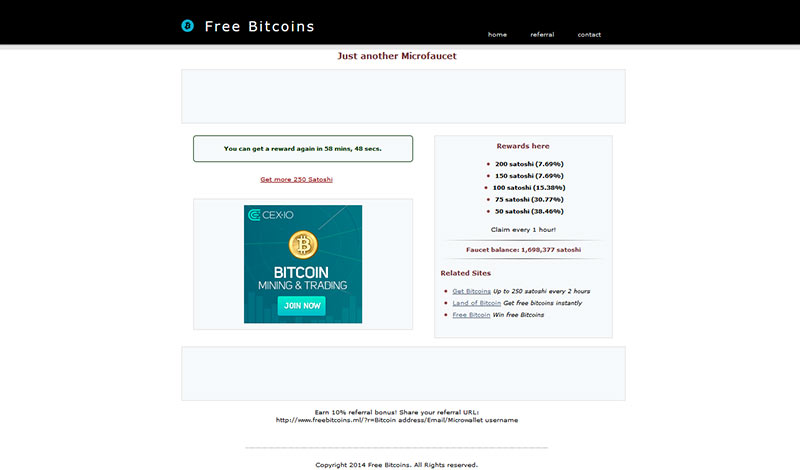 Free Bitcoins
home referral contact
Just another Microfaucet
You can get a reward again in 58 mins, 48 secs.
Get more 250 Satoshi
CEX.IO
BITCOIN
MINING & TRADING
JOIN NOW
Rewards here
200 satoshi (7.69%)
150 satoshi (7.69%)
100 satoshi (15.38%)
75 satoshi (30.77%)
50 satoshi (38.46%)
Claim every 1 hour!
Faucet balance: 1,698,377 satoshi
Related Sites
Get Bitcoins Up to 250 satoshi every 2 hours
Land of Bitcoin Get free bitcoins instantly
Free Bitcoin Win free Bitcoins
Earn 10% referral bonus! Share your referral URL:
http://www.freebitcoins.ml/?r=Bitcoin address/Email/Microwallet username
Copyright 2014 Free Bitcoins. All Rights reserved.